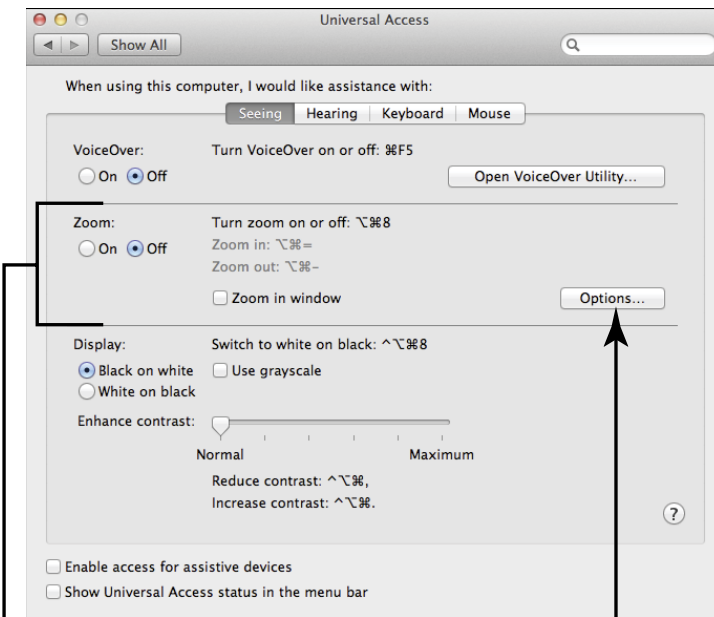 Universal Access
Show All
When using this computer, I would like assistance with:
Seeing Hearing Keyboard Mouse
VoiceOver: Turn VoiceOver on or off: ⌘F5
On Off Open VoiceOver Utility...
Zoom: Turn zoom on or off: ⌥⌘8
On Off Zoom in: ⌥⌘=
Zoom out: ⌥⌘-
Zoom in window Options...
Display: Switch to white on black: ^⌥⌘8
Black on white Use grayscale
White on black
Enhance contrast:
Normal Maximum
Reduce contrast: ^⌥⌘,
Increase contrast: ^⌥⌘.
?
Enable access for assistive devices
Show Universal Access status in the menu bar